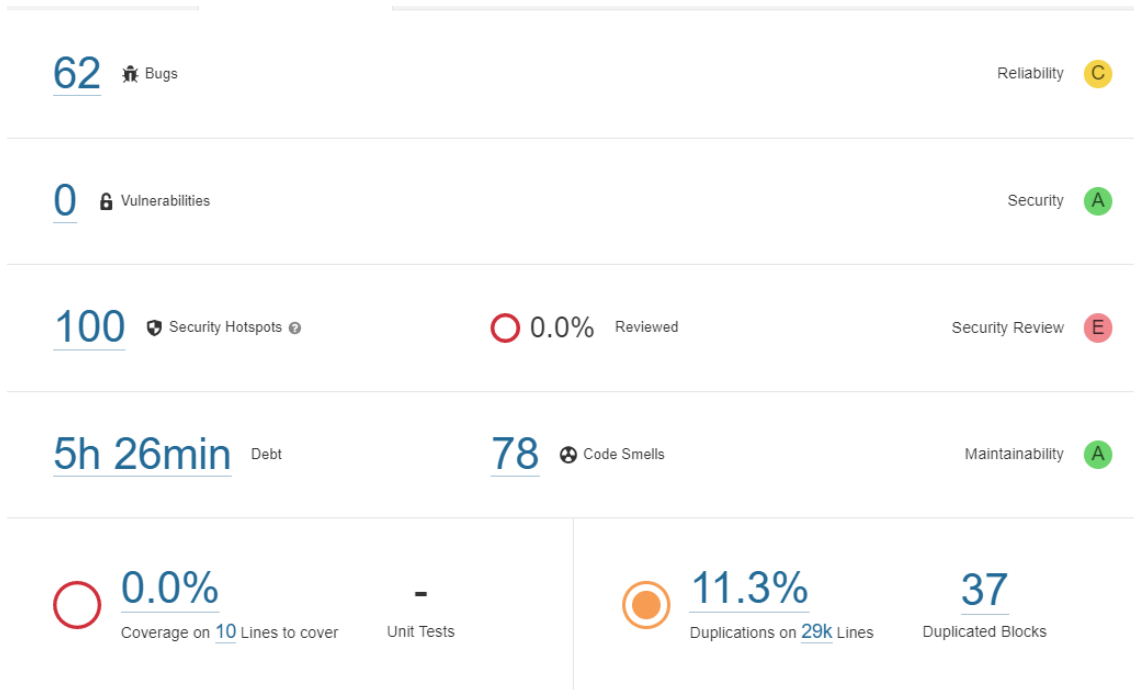 62 Bugs Reliability C
0 Vulnerabilities Security A
100 Security Hotspots ? 0.0% Reviewed Security Review E
5h 26min Debt 78 Code Smells Maintainability A
0.0% - 11.3% 37
Coverage on 10 Lines to cover Unit Tests Duplications on 29k Lines Duplicated Blocks